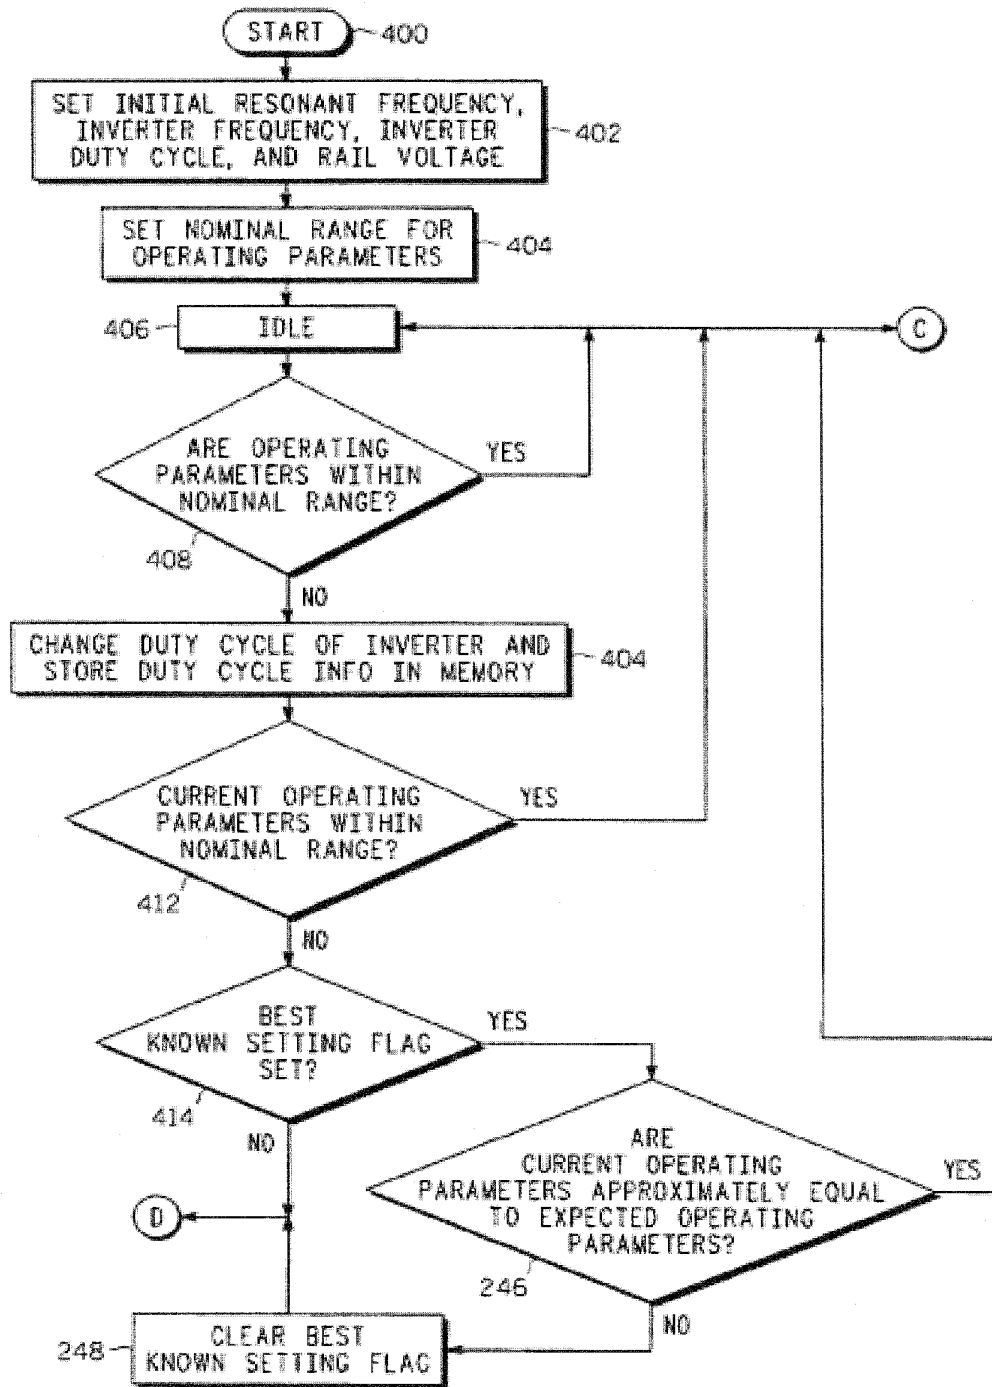 START
400
SET INITIAL RESONANT FREQUENCY,
INVERTER FREQUENCY, INVERTER
DUTY CYCLE, AND RAIL VOLTAGE
402
SET NOMINAL RANGE FOR
OPERATING PARAMETERS
404
406
IDLE
C
ARE OPERATING
PARAMETERS WITHIN
NOMINAL RANGE?
YES
408
NO
CHANGE DUTY CYCLE OF INVERTER AND
STORE DUTY CYCLE INFO IN MEMORY
404
CURRENT OPERATING
PARAMETERS WITHIN
NOMINAL RANGE?
YES
412
NO
BEST
KNOWN SETTING FLAG
SET?
YES
414
NO
ARE
CURRENT OPERATING
PARAMETERS APPROXIMATELY EQUAL
TO EXPECTED OPERATING
PARAMETERS?
YES
D
246
NO
248
CLEAR BEST
KNOWN SETTING FLAG